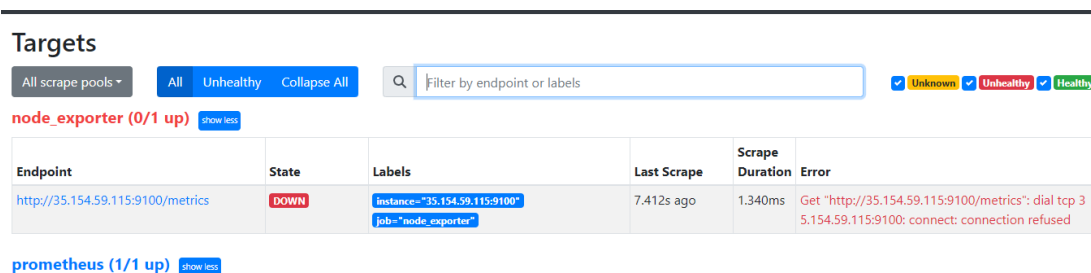 Targets
All scrape pools All Unhealthy Collapse All Filter by endpoint or labels Unknown Unhealthy Healthy
node_exporter (0/1 up) show less
Endpoint State Labels Last Scrape Scrape Duration Error
http://35.154.59.115:9100/metrics DOWN instance="35.154.59.115:9100" 7.412s ago 1.340ms Get "http://35.154.59.115:9100/metrics": dial tcp 3
job="node_exporter" 5.154.59.115:9100: connect: connection refused
prometheus (1/1 up) show less